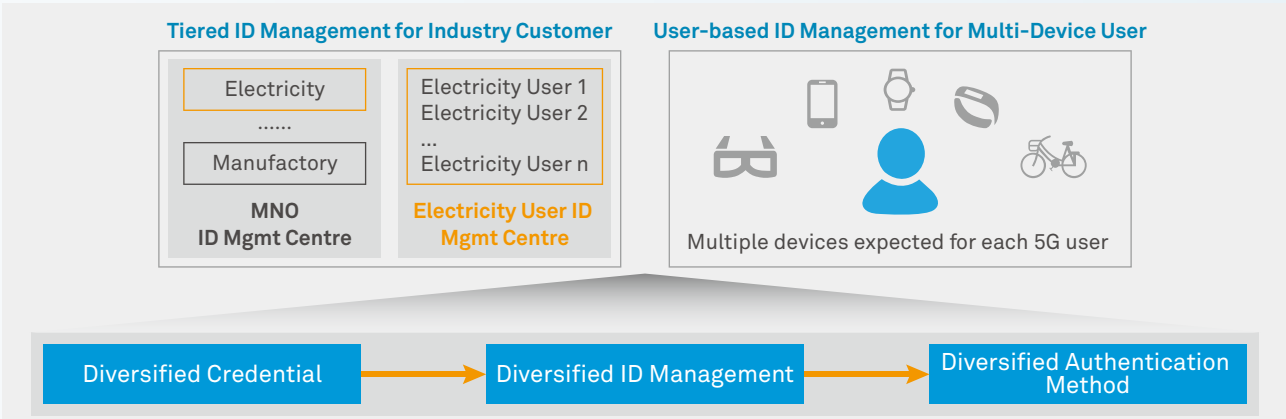 Tiered ID Management for Industry Customer
Electricity
......
Manufactory
MNO
ID Mgmt Centre
Electricity User 1
Electricity User 2
...
Electricity User n
Electricity User ID
Mgmt Centre
User-based ID Management for Multi-Device User
Multiple devices expected for each 5G user
Diversified Credential
Diversified ID Management
Diversified Authentication
Method